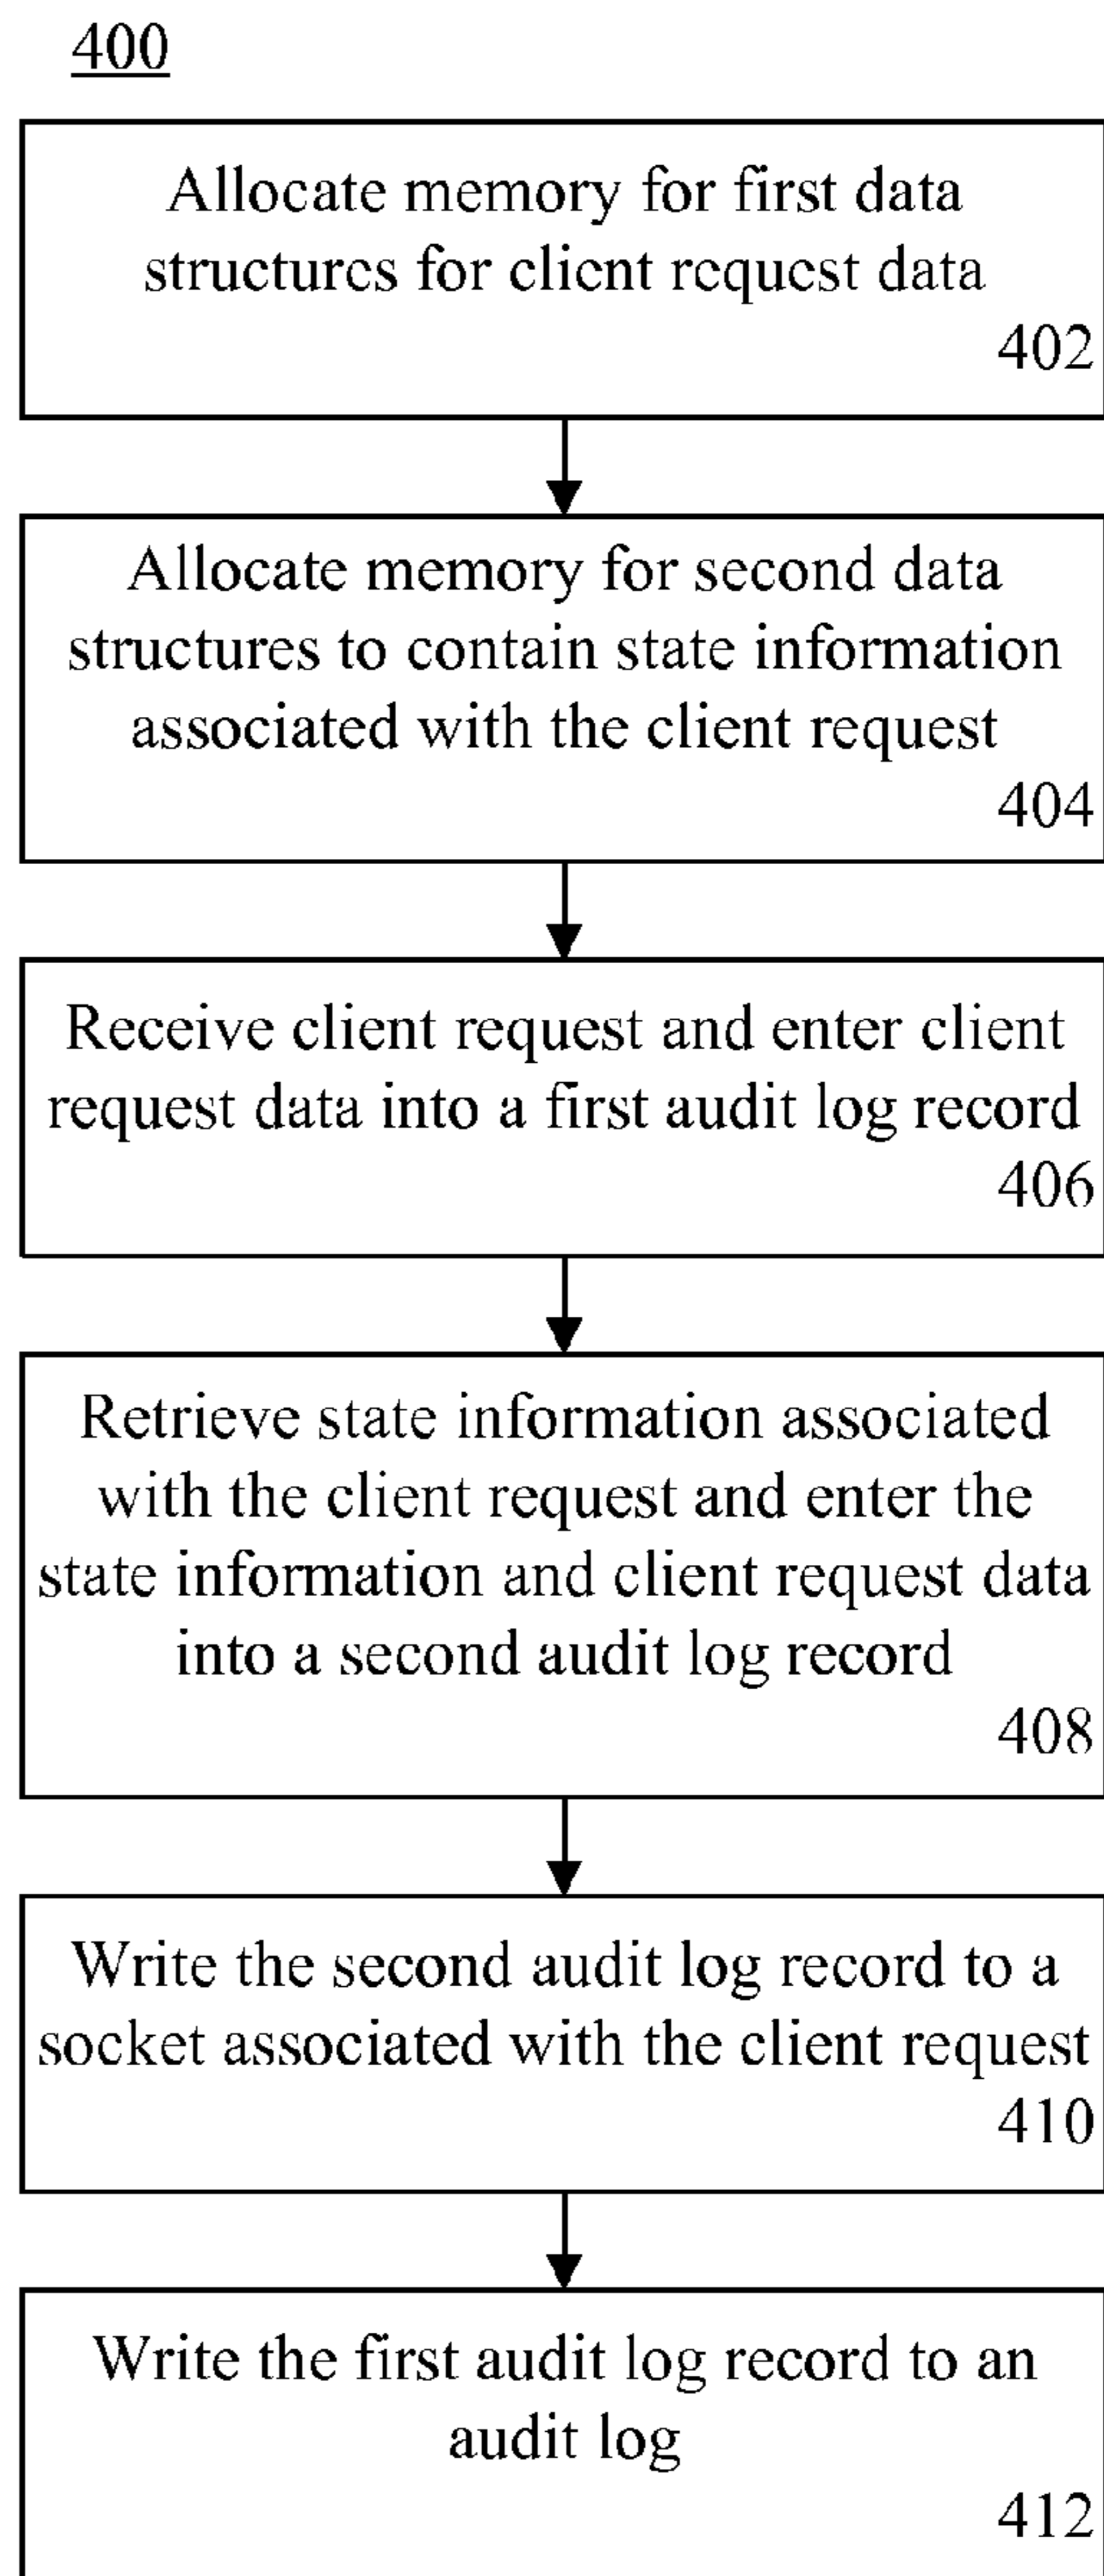 400
Allocate memory for first data
structures for client request data
402
Allocate memory for second data
structures to contain state information
associated with the client request
404
Receive client request and enter client
request data into a first audit log record
406
Retrieve state information associated
with the client request and enter the
state information and client request data
into a second audit log record
408
Write the second audit log record to a
socket associated with the client request
410
Write the first audit log record to an
audit log
412